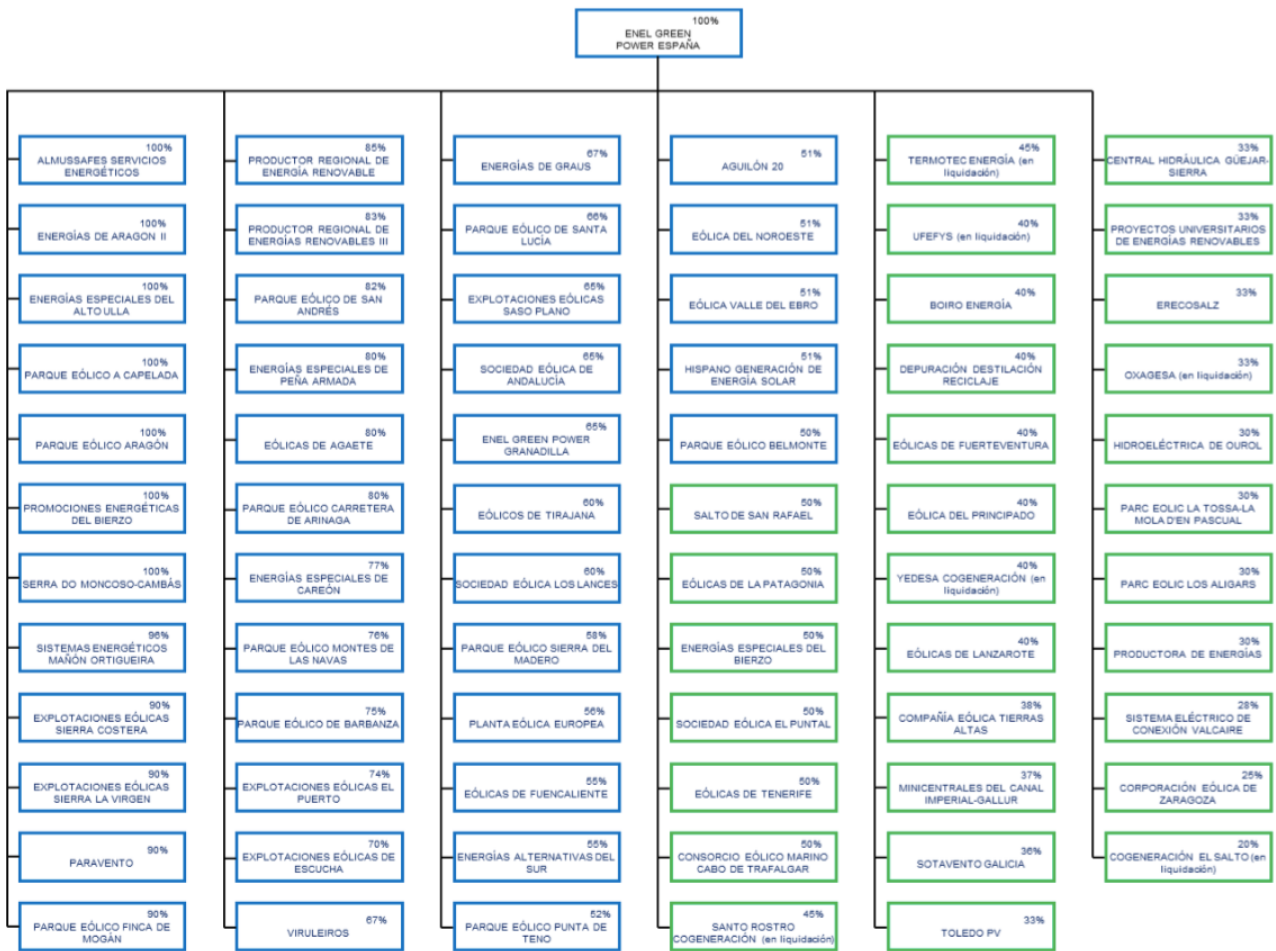 100%
ENEL GREEN
POWER ESPAÑA
100%
ALMUSSAFES SERVICIOS
ENERGÉTICOS
100%
ENERGÍAS DE ARAGON II
100%
ENERGÍAS ESPECIALES DEL
ALTO ULLA
100%
PARQUE EÓLICO A CAPELADA
100%
PARQUE EÓLICO ARAGÓN
100%
PROMOCIONES ENERGÉTICAS
DEL BIERZO
100%
SERRA DO MONCOSO-CAMBÁS
96%
SISTEMAS ENERGÉTICOS
MAÑÓN ORTIGUEIRA
90%
EXPLOTACIONES EÓLICAS
SIERRA COSTERA
90%
EXPLOTACIONES EÓLICAS
SIERRA LA VIRGEN
90%
PARAVENTO
90%
PARQUE EÓLICO FINCA DE
MOGÁN
85%
PRODUCTOR REGIONAL DE
ENERGÍA RENOVABLE
83%
PRODUCTOR REGIONAL DE
ENERGÍAS RENOVABLES III
82%
PARQUE EÓLICO DE SAN
ANDRÉS
80%
ENERGÍAS ESPECIALES DE
PEÑA ARMADA
80%
EÓLICAS DE AGAETE
80%
PARQUE EÓLICO CARRETERA
DE ARINAGA
77%
ENERGÍAS ESPECIALES DE
CAREÓN
76%
PARQUE EÓLICO MONTES DE
LAS NAVAS
75%
PARQUE EÓLICO DE BARBANZA
74%
EXPLOTACIONES EÓLICAS EL
PUERTO
70%
EXPLOTACIONES EÓLICAS DE
ESCUCHA
67%
VIRULEIROS
67%
ENERGÍAS DE GRAUS
66%
PARQUE EÓLICO DE SANTA
LUCÍA
65%
EXPLOTACIONES EÓLICAS
SASO PLANO
65%
SOCIEDAD EÓLICA DE
ANDALUCÍA
65%
ENEL GREEN POWER
GRANADILLA
60%
EÓLICOS DE TIRAJANA
60%
SOCIEDAD EÓLICA LOS LANCES
58%
PARQUE EÓLICO SIERRA DEL
MADERO
56%
PLANTA EÓLICA EUROPEA
55%
EÓLICAS DE FUENCALIENTE
55%
ENERGÍAS ALTERNATIVAS DEL
SUR
52%
PARQUE EÓLICO PUNTA DE
TENO
51%
AGUILÓN 20
51%
EÓLICA DEL NOROESTE
51%
EÓLICA VALLE DEL EBRO
51%
HISPANO GENERACIÓN DE
ENERGÍA SOLAR
50%
PARQUE EÓLICO BELMONTE
50%
SALTO DE SAN RAFAEL
50%
EÓLICAS DE LA PATAGONIA
50%
ENERGÍAS ESPECIALES DEL
BIERZO
50%
SOCIEDAD EÓLICA EL PUNTAL
50%
EÓLICAS DE TENERIFE
50%
CONSORCIO EÓLICO MARINO
CABO DE TRAFALGAR
45%
SANTO ROSTRO
COGENERACIÓN (en liquidación)
45%
TERMOTEC ENERGÍA (en
liquidación)
40%
UFEFYS (en liquidación)
40%
BOIRO ENERGÍA
40%
DEPURACIÓN DESTILACIÓN
RECICLAJE
40%
EÓLICAS DE FUERTEVENTURA
40%
EÓLICA DEL PRINCIPADO
40%
YEDESA COGENERACIÓN (en
liquidación)
40%
EÓLICAS DE LANZAROTE
38%
COMPAÑÍA EÓLICA TIERRAS
ALTAS
37%
MINICENTRALES DEL CANAL
IMPERIAL-GALLUR
36%
SOTAVENTO GALICIA
33%
TOLEDO PV
33%
CENTRAL HIDRÁULICA GÜEJAR-
SIERRA
33%
PROYECTOS UNIVERSITARIOS
DE ENERGÍAS RENOVABLES
33%
ERECOSALZ
33%
OXAGESA (en liquidación)
30%
HIDROELÉCTRICA DE OUROL
30%
PARC EOLIC LA TOSSA-LA
MOLA D'EN PASCUAL
30%
PARC EOLIC LOS ALIGARS
30%
PRODUCTORA DE ENERGÍAS
28%
SISTEMA ELÉCTRICO DE
CONEXIÓN VALCAIRE
25%
CORPORACIÓN EÓLICA DE
ZARAGOZA
20%
COGENERACIÓN EL SALTO (en
liquidación)